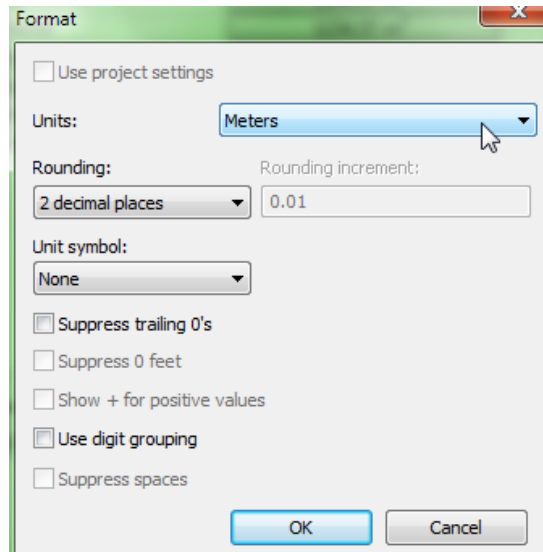 Format
Use project settings
Units: Meters
Rounding: Rounding increment:
2 decimal places 0.01
Unit symbol:
None
Suppress trailing 0's
Suppress 0 feet
Show + for positive values
Use digit grouping
Suppress spaces
OK Cancel